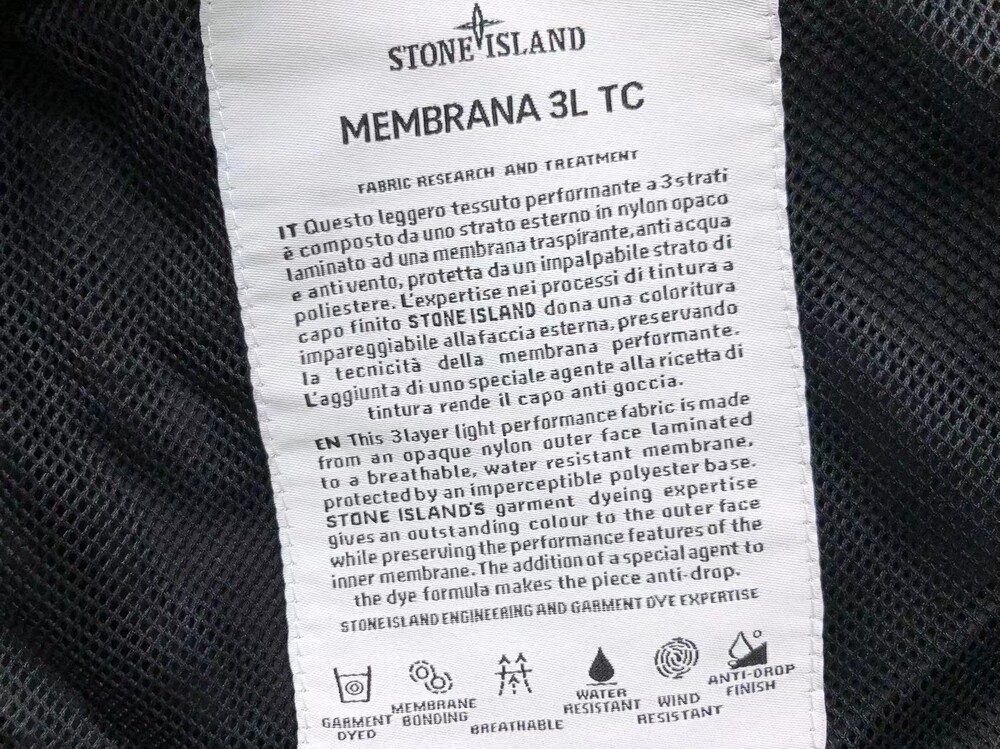 STONE ISLAND
MEMBRANA 3L TC
FABRIC RESEARCH AND TREATMENT
IT Questo leggero tessuto performante a 3 strati
è composto da uno strato esterno in nylon opaco
laminato ad una membrana traspirante, anti acqua
e anti vento, protetta da un impalpabile strato di
poliestere. L'expertise nei processi di tintura a
capo finito STONE ISLAND dona una coloritura
impareggiabile alla faccia esterna, preservando
la tecnicità della membrana performante.
L'aggiunta di uno speciale agente alla ricetta di
tintura rende il capo anti goccia.
EN This 3layer light performance fabric is made
from an opaque nylon outer face laminated
to a breathable, water resistant membrane,
protected by an imperceptible polyester base.
STONE ISLAND'S garment dyeing expertise
gives an outstanding colour to the outer face
while preserving the performance features of the
inner membrane. The addition of a special agent to
the dye formula makes the piece anti-drop.
STONE ISLAND ENGINEERING AND GARMENT DYE EXPERTISE
GARMENT
DYED
MEMBRANE
BONDING
BREATHABLE
WATER
RESISTANT
WIND
RESISTANT
ANTI-DROP
FINISH